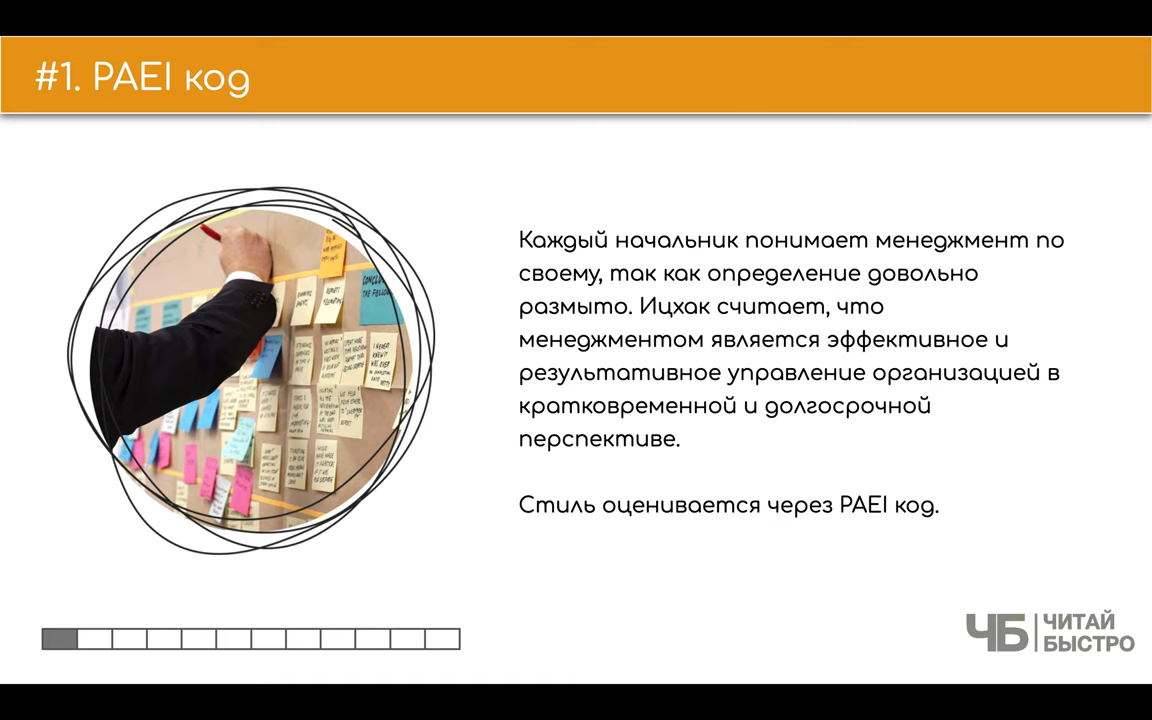 #1. PAEI код
Каждый начальник понимает менеджмент по
своему, так как определение довольно
размыто. Ицхак считает, что
менеджментом является эффективное и
результативное управление организацией в
кратковременной и долгосрочной
перспективе.
Стиль оценивается через PAEI код.
ЧБ
ЧИТАЙ
БЫСТРО